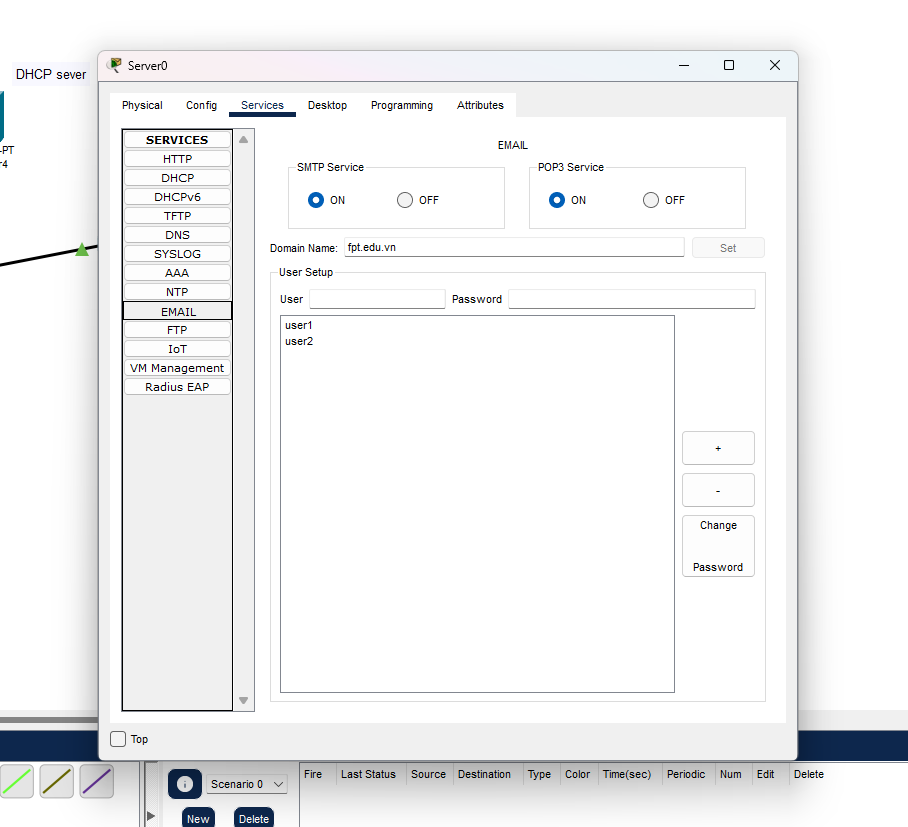 DHCP sever
-PT
r4
Server0
Physical Config Services Desktop Programming Attributes
SERVICES
HTTP
DHCP
DHCPv6
TFTP
DNS
SYSLOG
AAA
NTP
EMAIL
FTP
IoT
VM Management
Radius EAP
EMAIL
SMTP Service
ON OFF
POP3 Service
ON OFF
Domain Name: fpt.edu.vn Set
User Setup
User Password
user1
user2
+
-
Change
Password
Top
Scenario 0
New Delete
Fire Last Status Source Destination Type Color Time(sec) Periodic Num Edit Delete